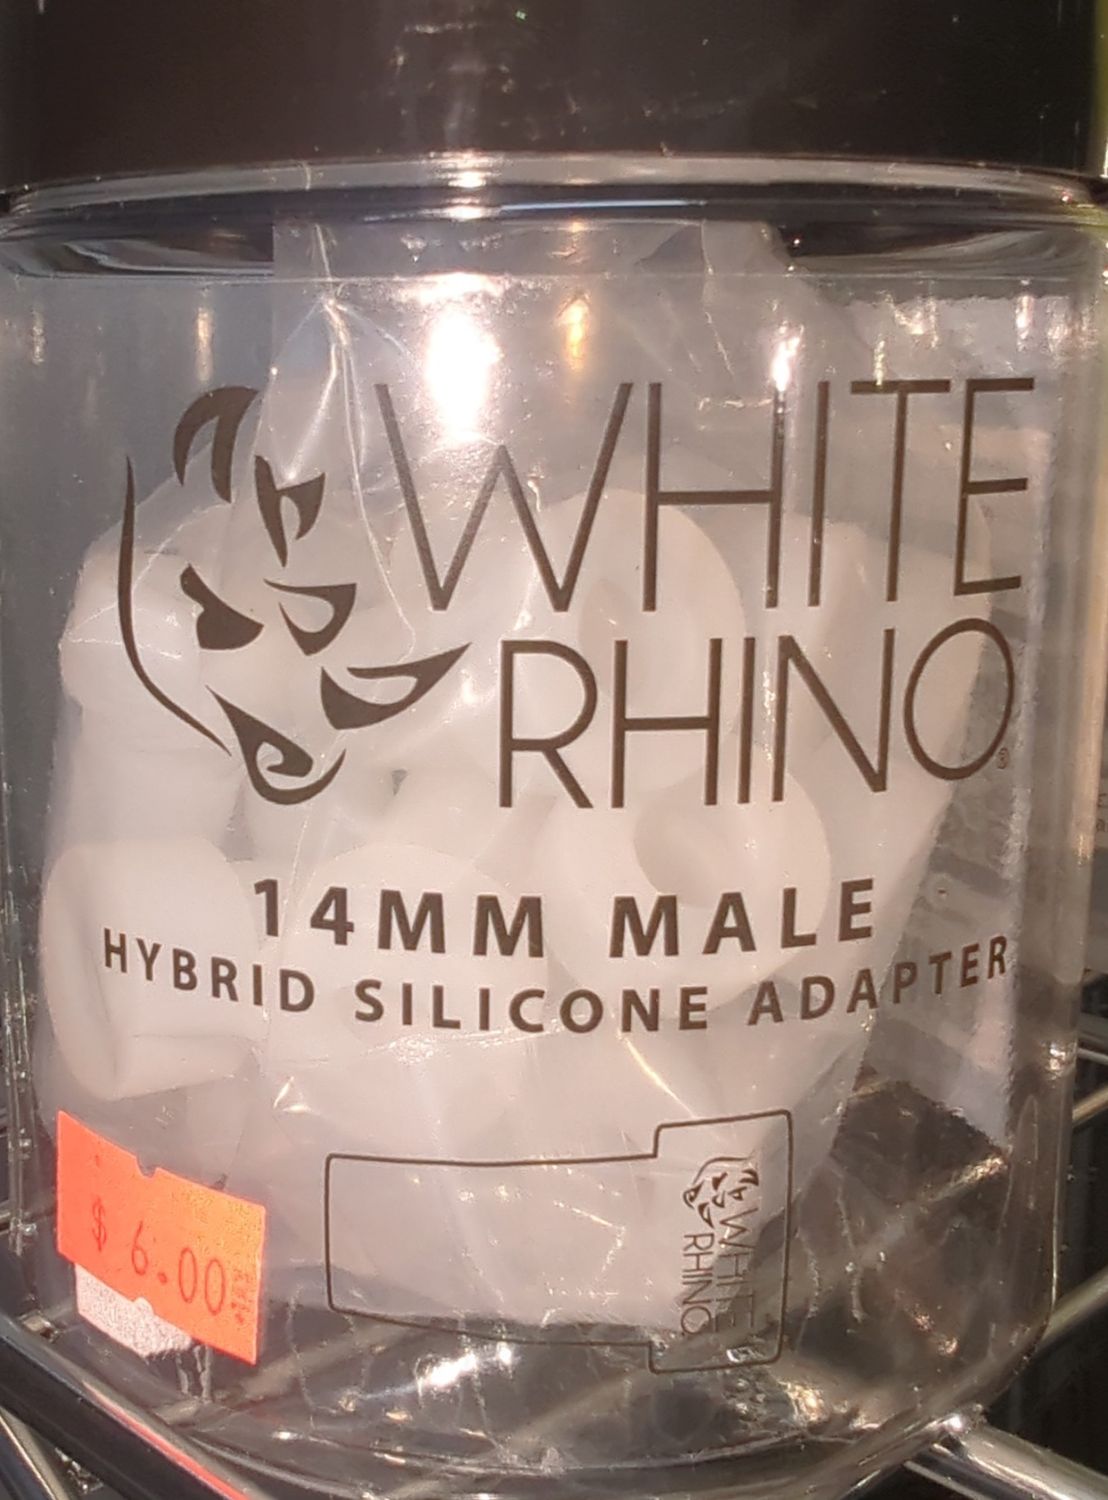 WHITE
RHINO
14MM MALE
HYBRID SILICONE ADAPTER
$ 6.00
WHITE
RHINO